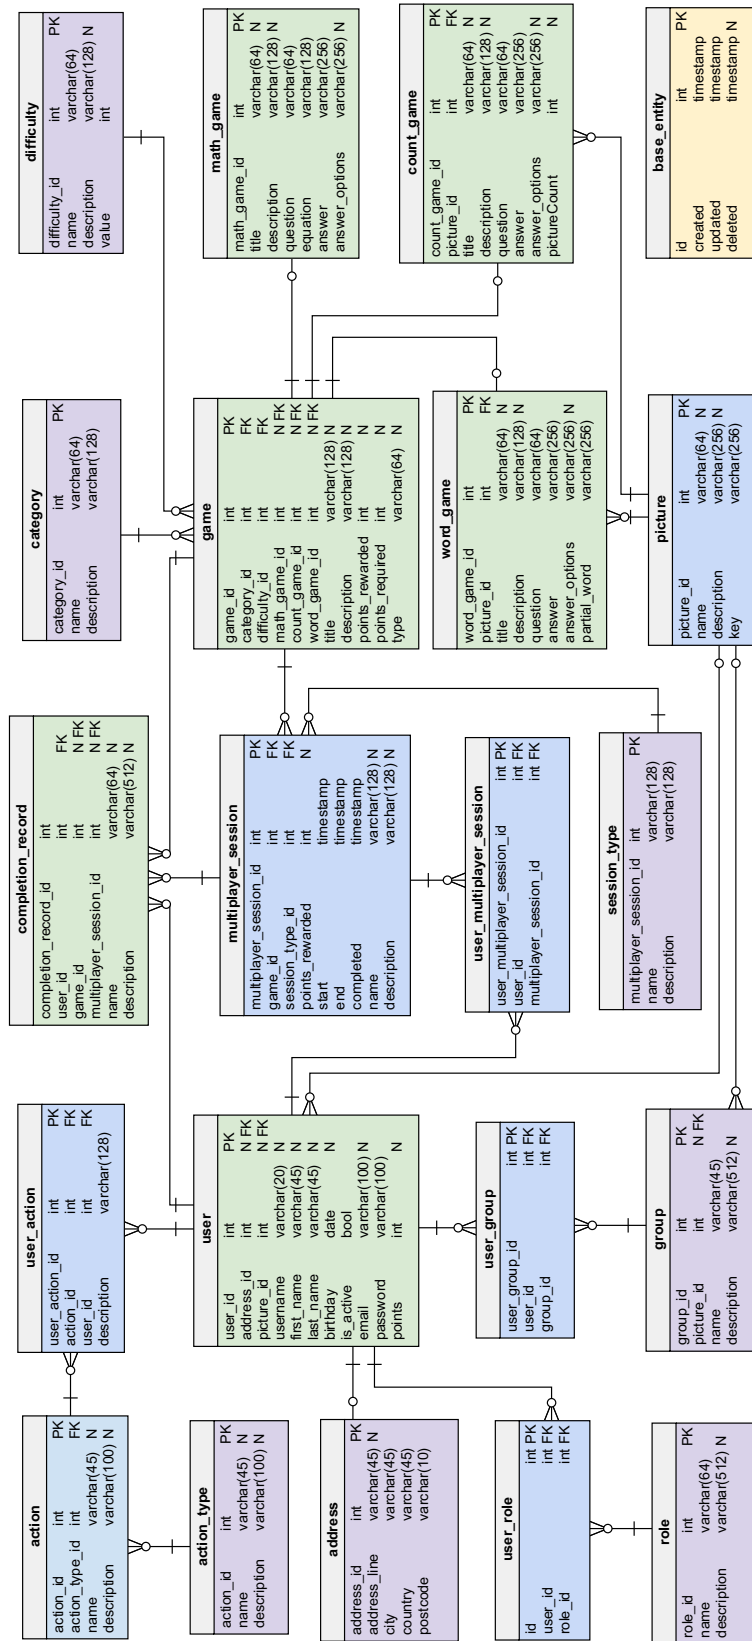 action
action_id int PK
action_type_id int FK
name varchar(45) N
description varchar(100) N
user_action
user_action_id int PK
action_id int FK
user_id int FK
description varchar(128)
completion_record
completion_record_id int
user_id int FK
game_id int N FK
multiplayer_session_id int N FK
name varchar(64) N
description varchar(512) N
category
category_id int PK
name varchar(64)
description varchar(128)
difficulty
difficulty_id int PK
name varchar(64)
description varchar(128) N
value int
action_type
action_id int PK
name varchar(45) N
description varchar(100) N
user
user_id int PK
address_id int N FK
picture_id int N FK
username varchar(20) N
first_name varchar(45) N
last_name varchar(45) N
birthday date N
is_active bool
email varchar(100) N
password varchar(100)
points int N
multiplayer_session
multiplayer_session_id int PK
game_id int FK
session_type_id int FK
points_rewarded int N
start timestamp
end timestamp
completed timestamp
name varchar(128) N
description varchar(128) N
game
game_id int PK
category_id int FK
difficulty_id int FK
math_game_id int N FK
count_game_id int N FK
word_game_id int N FK
title varchar(128) N
description varchar(128) N
points_rewarded int N
points_required int N
type varchar(64)
math_game
math_game_id int PK
title varchar(64) N
description varchar(128) N
question varchar(64)
equation varchar(128)
answer varchar(256)
answer_options varchar(256) N
address
address_id int PK
address_line varchar(45) N
city varchar(45) N
country varchar(45)
postcode varchar(10)
user_group
user_group_id int PK
user_id int FK
group_id int FK
user_multiplayer_session
user_multiplayer_session_id int PK
user_id int FK
multiplayer_session_id int FK
word_game
word_game_id int PK
picture_id int FK
title varchar(64) N
description varchar(128) N
question varchar(64)
answer varchar(256)
answer_options varchar(256) N
partial_word varchar(256)
count_game
count_game_id int PK
picture_id int FK
title varchar(64) N
description varchar(128) N
question varchar(64)
answer varchar(256)
answer_options varchar(256) N
pictureCount int N
user_role
id int PK
user_id int FK
role_id int FK
group
group_id int PK
picture_id int N FK
name varchar(45)
description varchar(512) N
session_type
multiplayer_session_id int PK
name varchar(128)
description varchar(128)
picture
picture_id int PK
name varchar(64) N
description varchar(256) N
key varchar(256)
base_entity
id int PK
created timestamp
updated timestamp
deleted timestamp N
role
role_id int PK
name varchar(64)
description varchar(512) N